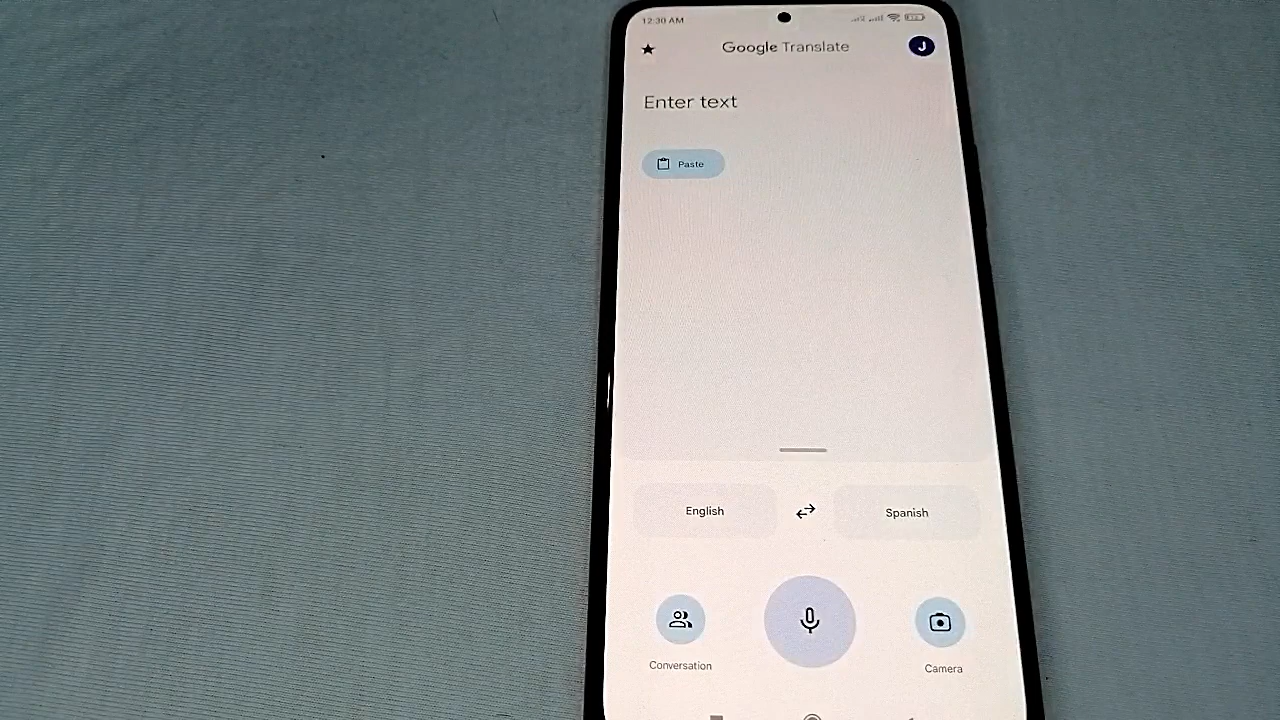 12:30 AM
Google Translate
J
Enter text
Paste
English
Spanish
Conversation
Camera